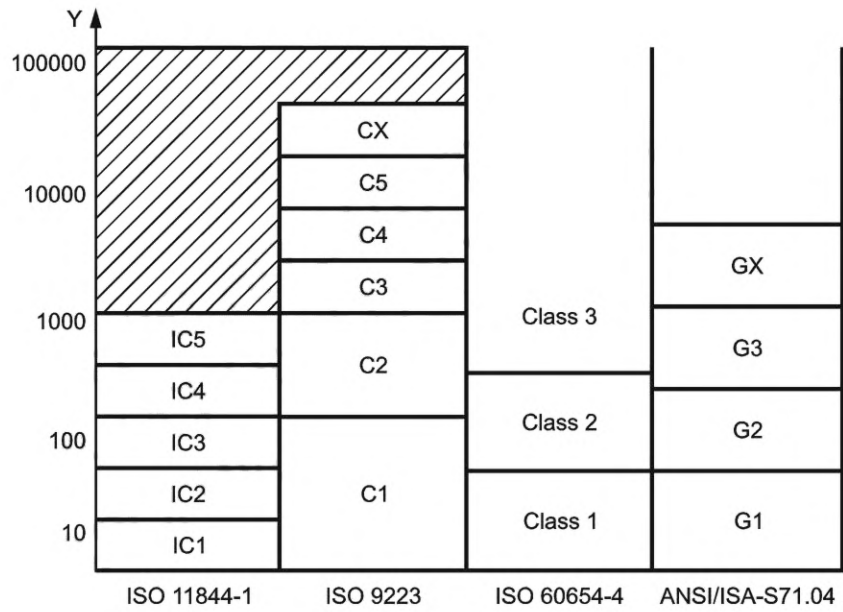 Y
100000
10000
1000
100
10
IC5
IC4
IC3
IC2
IC1
CX
C5
C4
C3
C2
C1
Class 3
Class 2
Class 1
GX
G3
G2
G1
ISO 11844-1
ISO 9223
ISO 60654-4
ANSI/ISA-S71.04